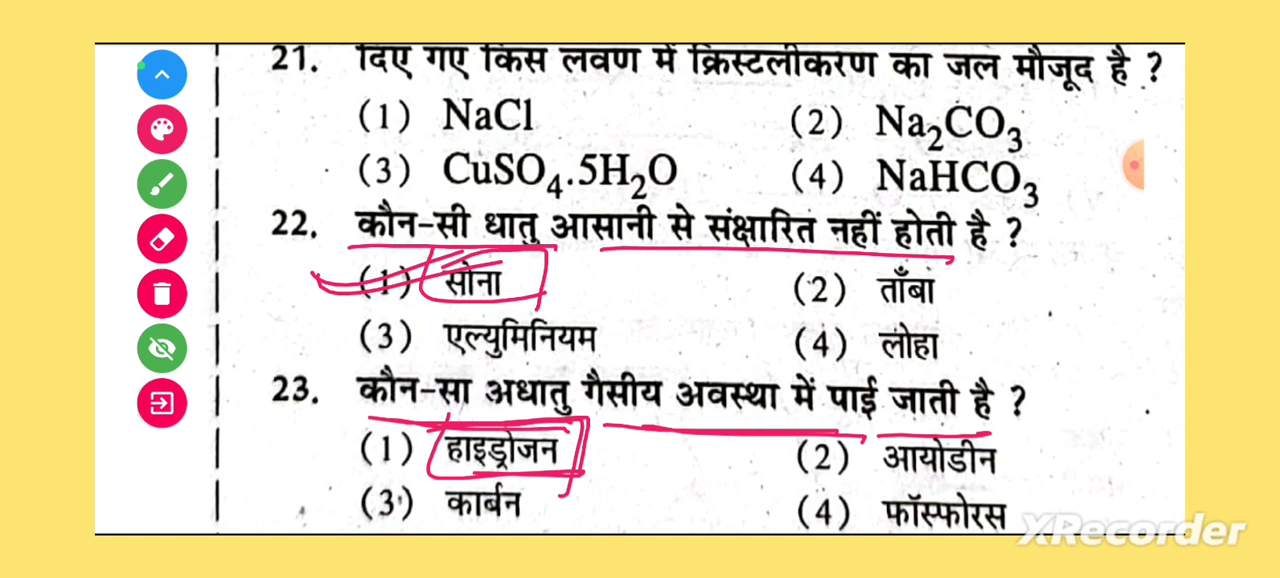 21. दिए गए किस लवण में क्रिस्टलीकरण का जल मौजूद है ?
(1) NaCl (2) Na₂CO₃
(3) CuSO₄.5H₂O (4) NaHCO₃
22. कौन-सी धातु आसानी से संक्षारित नहीं होती है ?
(1) सोना (2) ताँबा
(3) एल्युमिनियम (4) लोहा
23. कौन-सा अधातु गैसीय अवस्था में पाई जाती है ?
(1) हाइड्रोजन (2) आयोडीन
(3) कार्बन (4) फॉस्फोरस
XRecorder